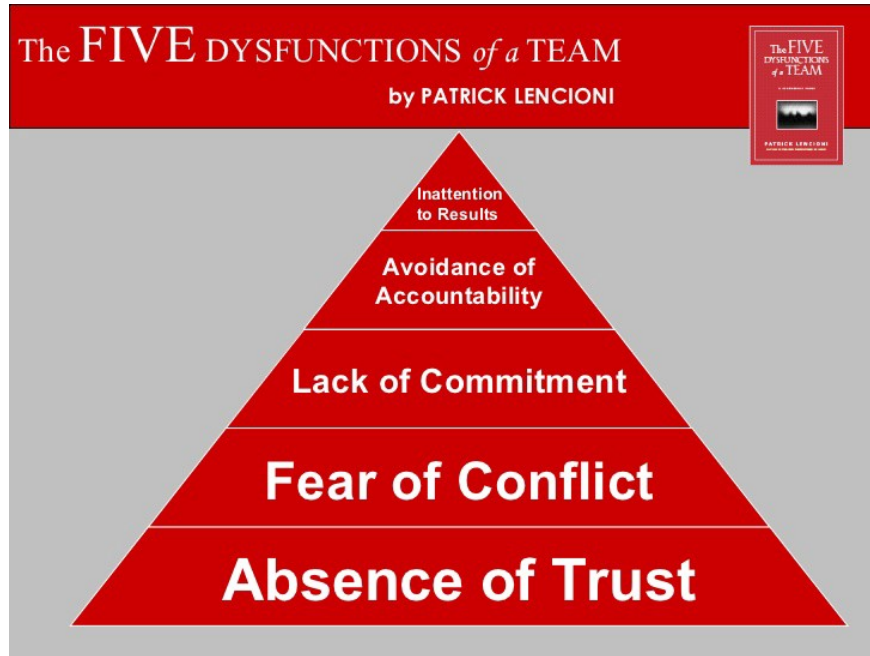 The FIVE DYSFUNCTIONS of a TEAM
by PATRICK LENCIONI
The FIVE
DYSFUNCTIONS
of a TEAM
PATRICK LENCIONI
Inattention
to Results
Avoidance of
Accountability
Lack of Commitment
Fear of Conflict
Absence of Trust